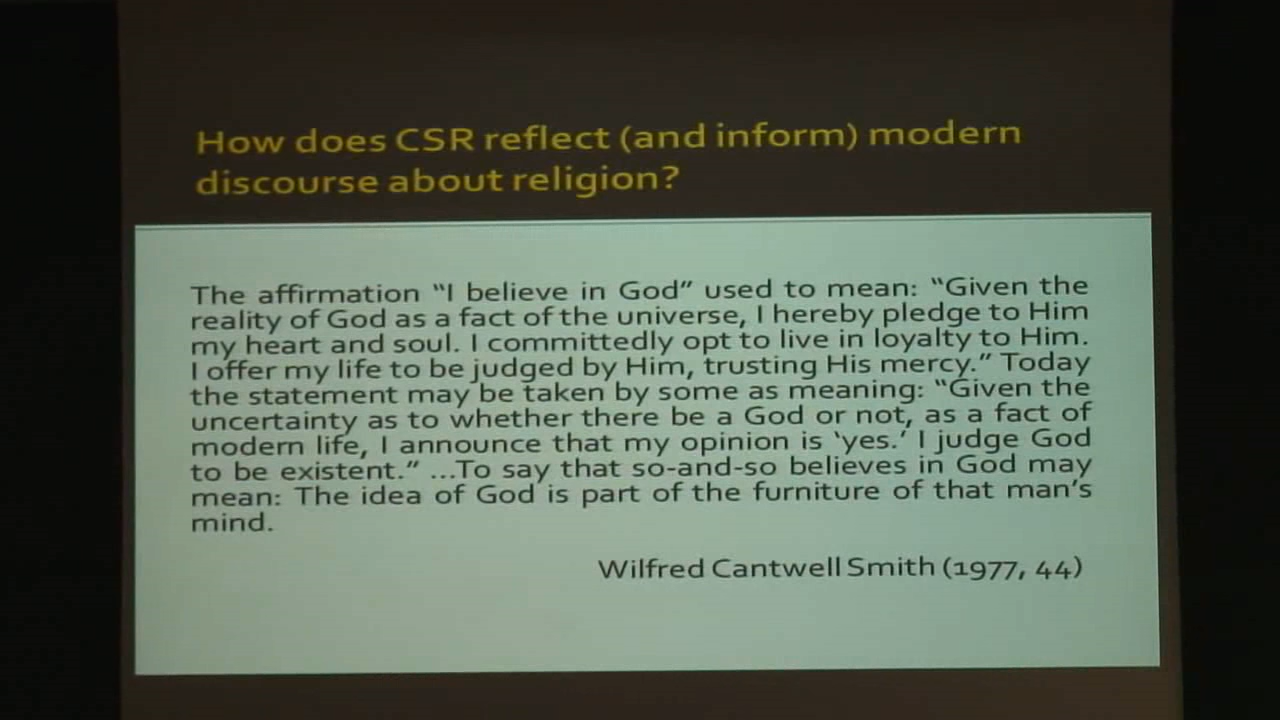 How does CSR reflect (and inform) modern
discourse about religion?
The affirmation “I believe in God” used to mean: “Given the
reality of God as a fact of the universe, I hereby pledge to Him
my heart and soul. I committedly opt to live in loyalty to Him.
I offer my life to be judged by Him, trusting His mercy.” Today
the statement may be taken by some as meaning: “Given the
uncertainty as to whether there be a God or not, as a fact of
modern life, I announce that my opinion is ‘yes.’ I judge God
to be existent.” ...To say that so-and-so believes in God may
mean: The idea of God is part of the furniture of that man’s
mind.
Wilfred Cantwell Smith (1977, 44)